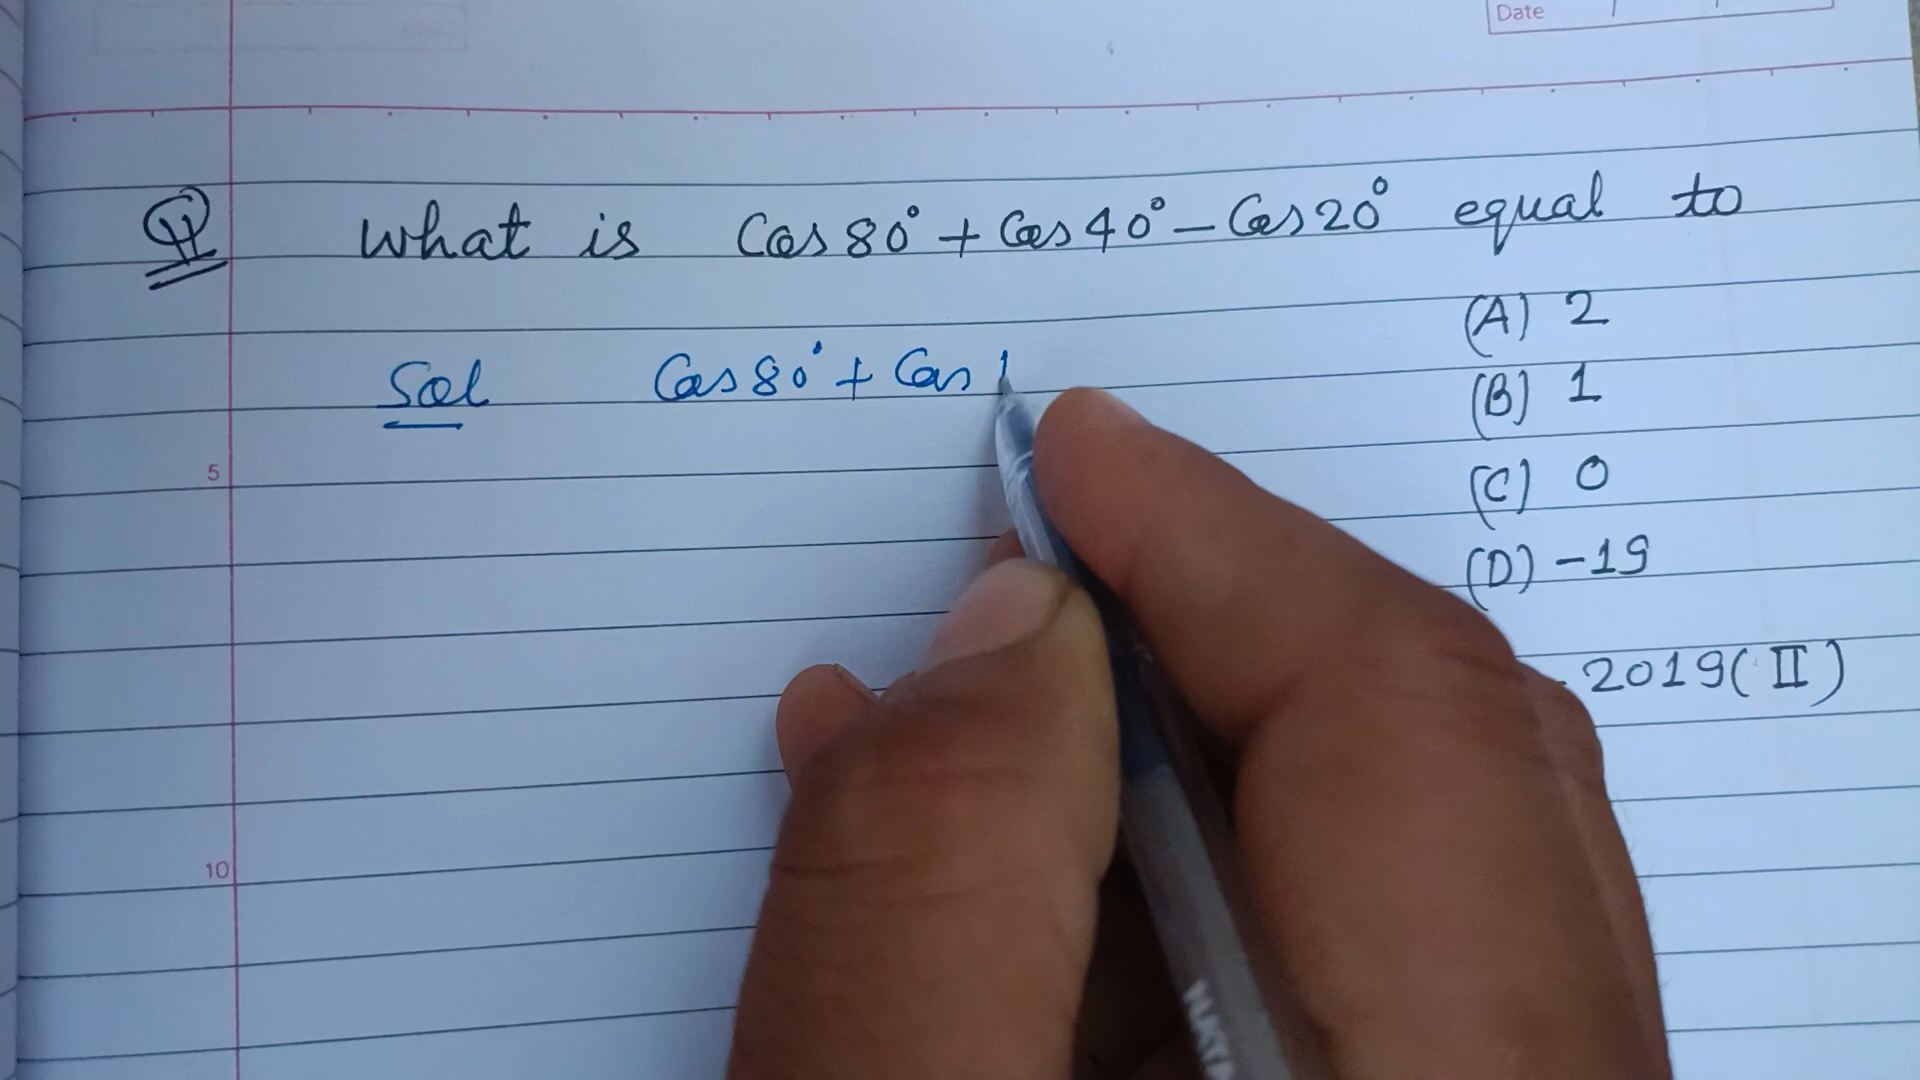 Date
Q What is Cos 80° + Cos 40° - Cos 20° equal to
(A) 2
Sol Cos 80° + Cos
(B) 1
5
(C) 0
(D) -19
- 2019 (II)
10